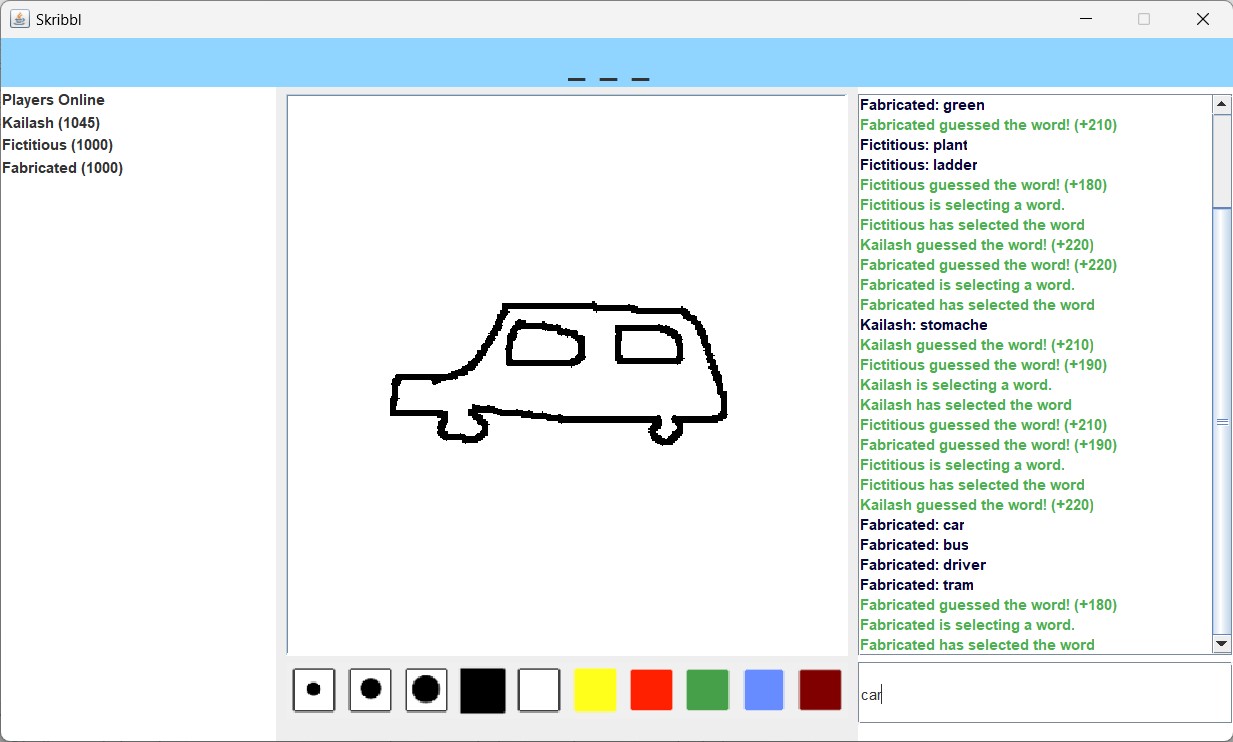 Skribbl
_ _ _
Players Online
Kailash (1045)
Fictitious (1000)
Fabricated (1000)
Fabricated: green
Fabricated guessed the word! (+210)
Fictitious: plant
Fictitious: ladder
Fictitious guessed the word! (+180)
Fictitious is selecting a word.
Fictitious has selected the word
Kailash guessed the word! (+220)
Fabricated guessed the word! (+220)
Fabricated is selecting a word.
Fabricated has selected the word
Kailash: stomache
Kailash guessed the word! (+210)
Fictitious guessed the word! (+190)
Kailash is selecting a word.
Kailash has selected the word
Fictitious guessed the word! (+210)
Fabricated guessed the word! (+190)
Fictitious is selecting a word.
Fictitious has selected the word
Kailash guessed the word! (+220)
Fabricated: car
Fabricated: bus
Fabricated: driver
Fabricated: tram
Fabricated guessed the word! (+180)
Fabricated is selecting a word.
Fabricated has selected the word
car